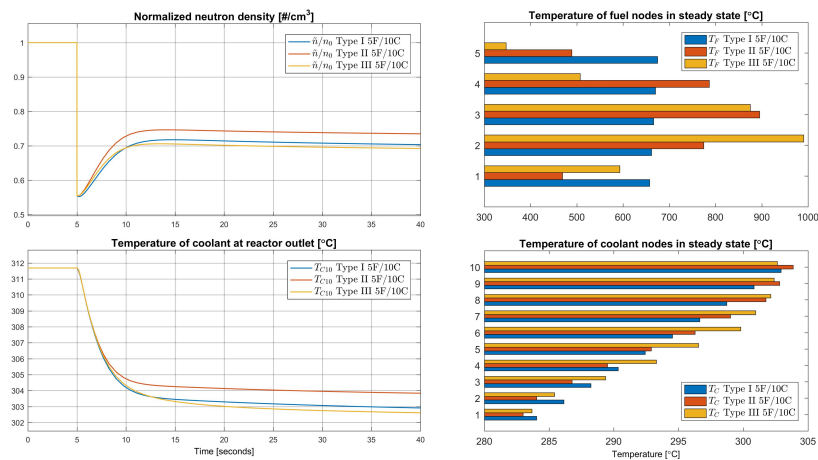 Normalized neutron density [#/cm³]
ñ/n₀ Type I 5F/10C
ñ/n₀ Type II 5F/10C
ñ/n₀ Type III 5F/10C
1
0.9
0.8
0.7
0.6
0.5
0 5 10 15 20 25 30 35 40
Temperature of fuel nodes in steady state [°C]
T_F Type I 5F/10C
T_F Type II 5F/10C
T_F Type III 5F/10C
5
4
3
2
1
300 400 500 600 700 800 900 1000
Temperature of coolant at reactor outlet [°C]
T_C10 Type I 5F/10C
T_C10 Type II 5F/10C
T_C10 Type III 5F/10C
312
311
310
309
308
307
306
305
304
303
302
0 5 10 15 20 25 30 35 40
Time [seconds]
Temperature of coolant nodes in steady state [°C]
10
9
8
7
6
5
4
3
2
1
T_C Type I 5F/10C
T_C Type II 5F/10C
T_C Type III 5F/10C
280 285 290 295 300 305
Temperature [°C]